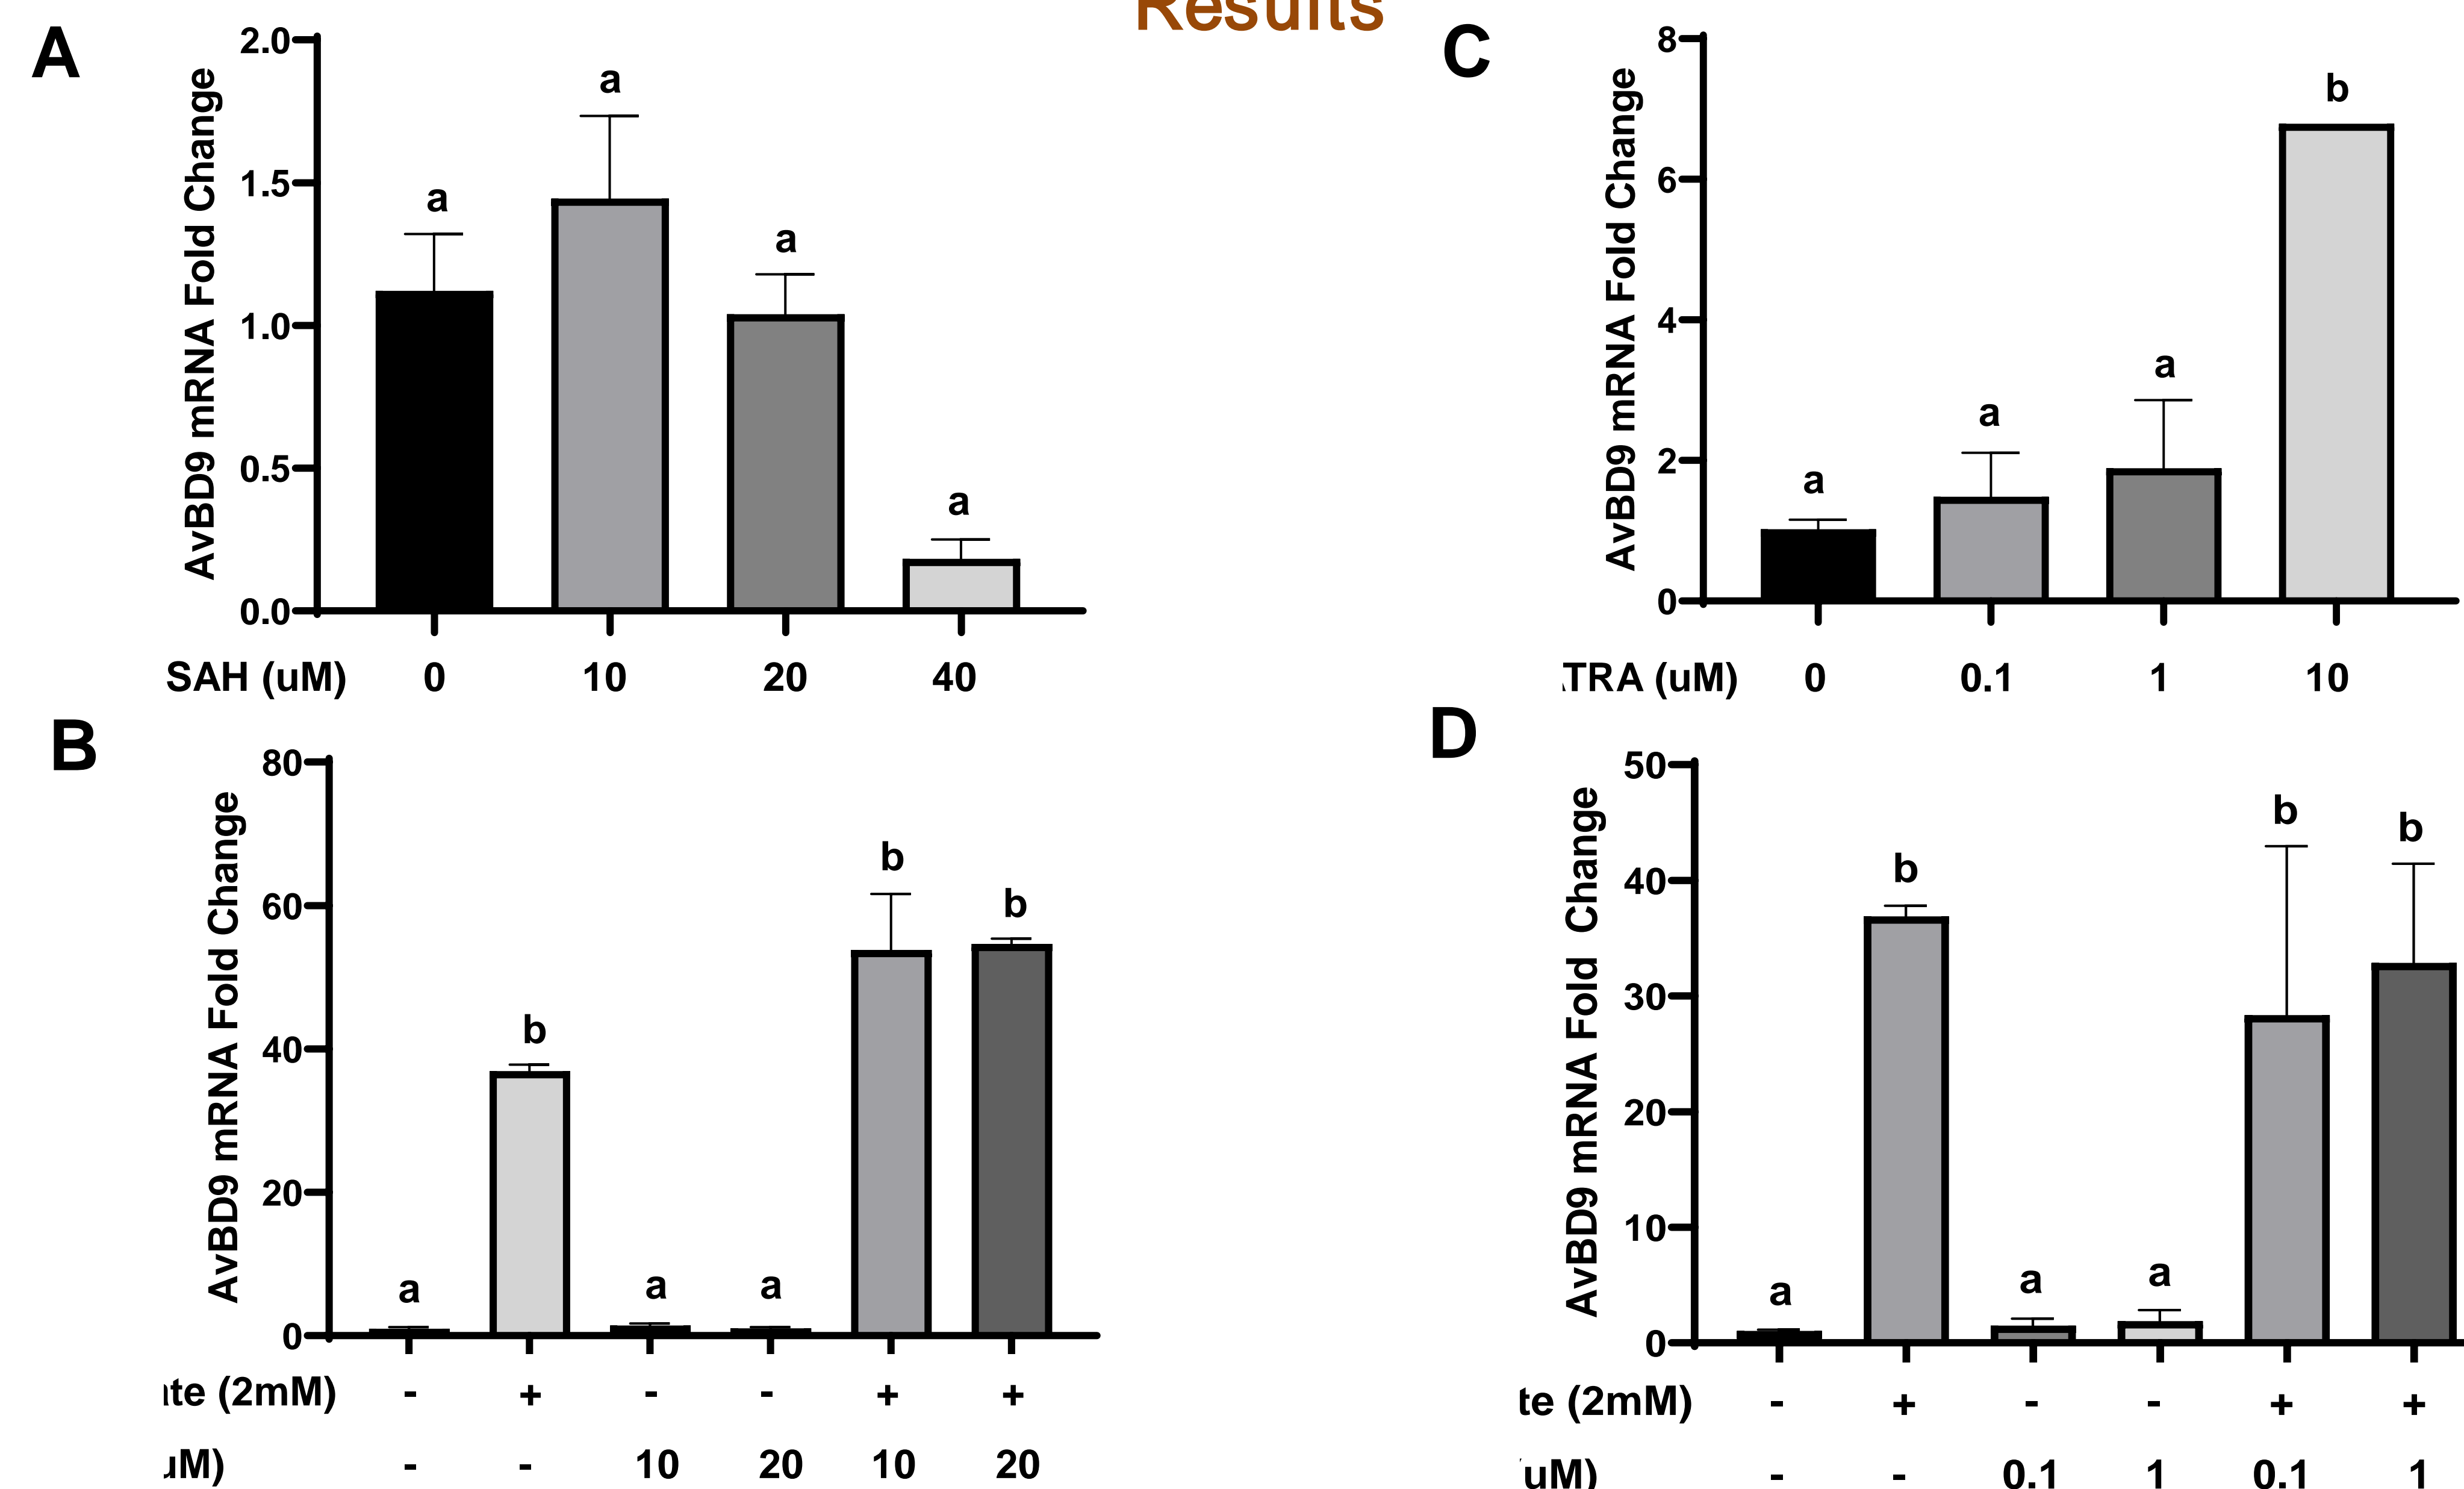 Results
A
AvBD9 mRNA Fold Change
2.0
1.5
1.0
0.5
0.0
a
a
a
a
SAH (uM) 0 10 20 40
B
AvBD9 mRNA Fold Change
80
60
40
20
0
a
b
a
a
b
b
te (2mM) - + - - + +
M) - - 10 20 10 20
C
AvBD9 mRNA Fold Change
8
6
4
2
0
a
a
a
b
TRA (uM) 0 0.1 1 10
D
AvBD9 mRNA Fold Change
50
40
30
20
10
0
a
b
a
a
b
b
te (2mM) - + - - + +
uM) - - 0.1 1 0.1 1